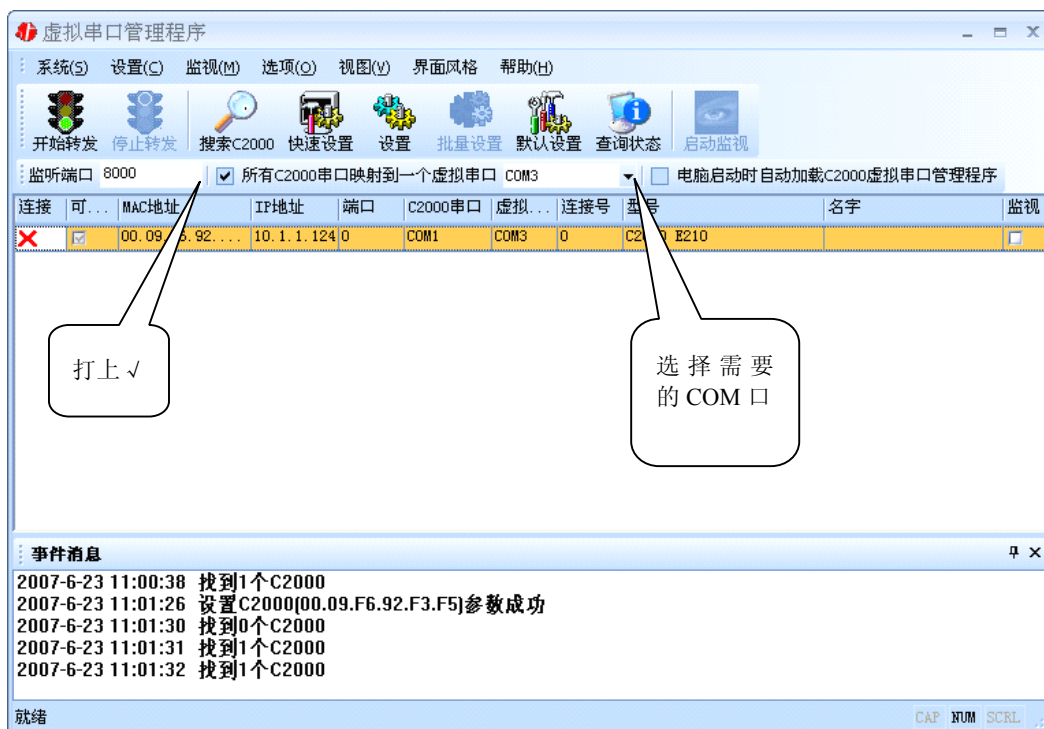 虚拟串口管理程序
系统(S) 设置(C) 监视(M) 选项(O) 视图(V) 界面风格 帮助(H)
开始转发 停止转发 搜索C2000 快速设置 设置 批量设置 默认设置 查询状态 启动监视
监听端口 8000 所有C2000串口映射到一个虚拟串口 COM3 电脑启动时自动加载C2000虚拟串口管理程序
连接 可... MAC地址 IP地址 端口 C2000串口 虚拟... 连接号 型号 名字 监视
00.09. .92.... 10.1.1.124 0 COM1 COM3 0 E210
打上√
选择需要
的COM口
事件消息
2007-6-23 11:00:38 找到1个C2000
2007-6-23 11:01:26 设置C2000(00.09.F6.92.F3.F5)参数成功
2007-6-23 11:01:30 找到0个C2000
2007-6-23 11:01:31 找到1个C2000
2007-6-23 11:01:32 找到1个C2000
就绪 CAP NUM SCRL